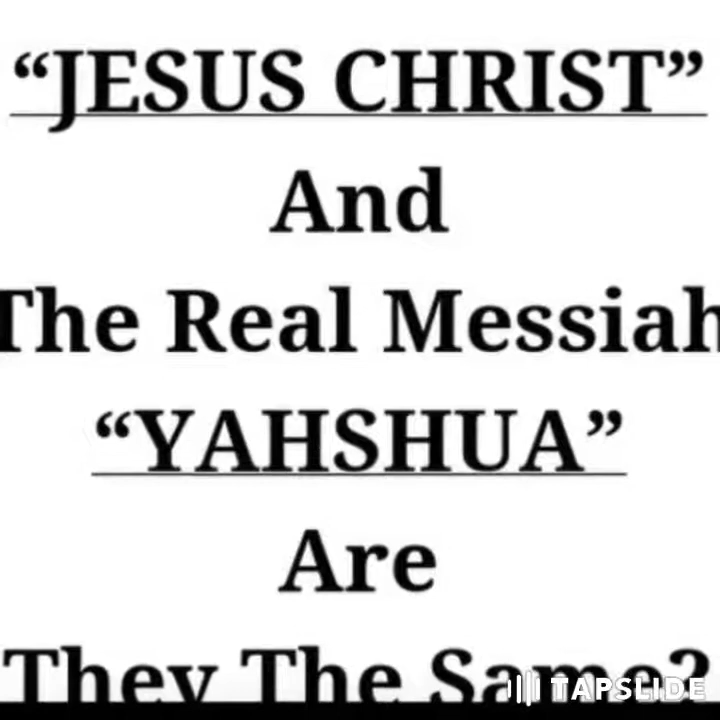 “JESUS CHRIST”
And
The Real Messiah
“YAHSHUA”
Are
They The Same?
TAPSLIDE